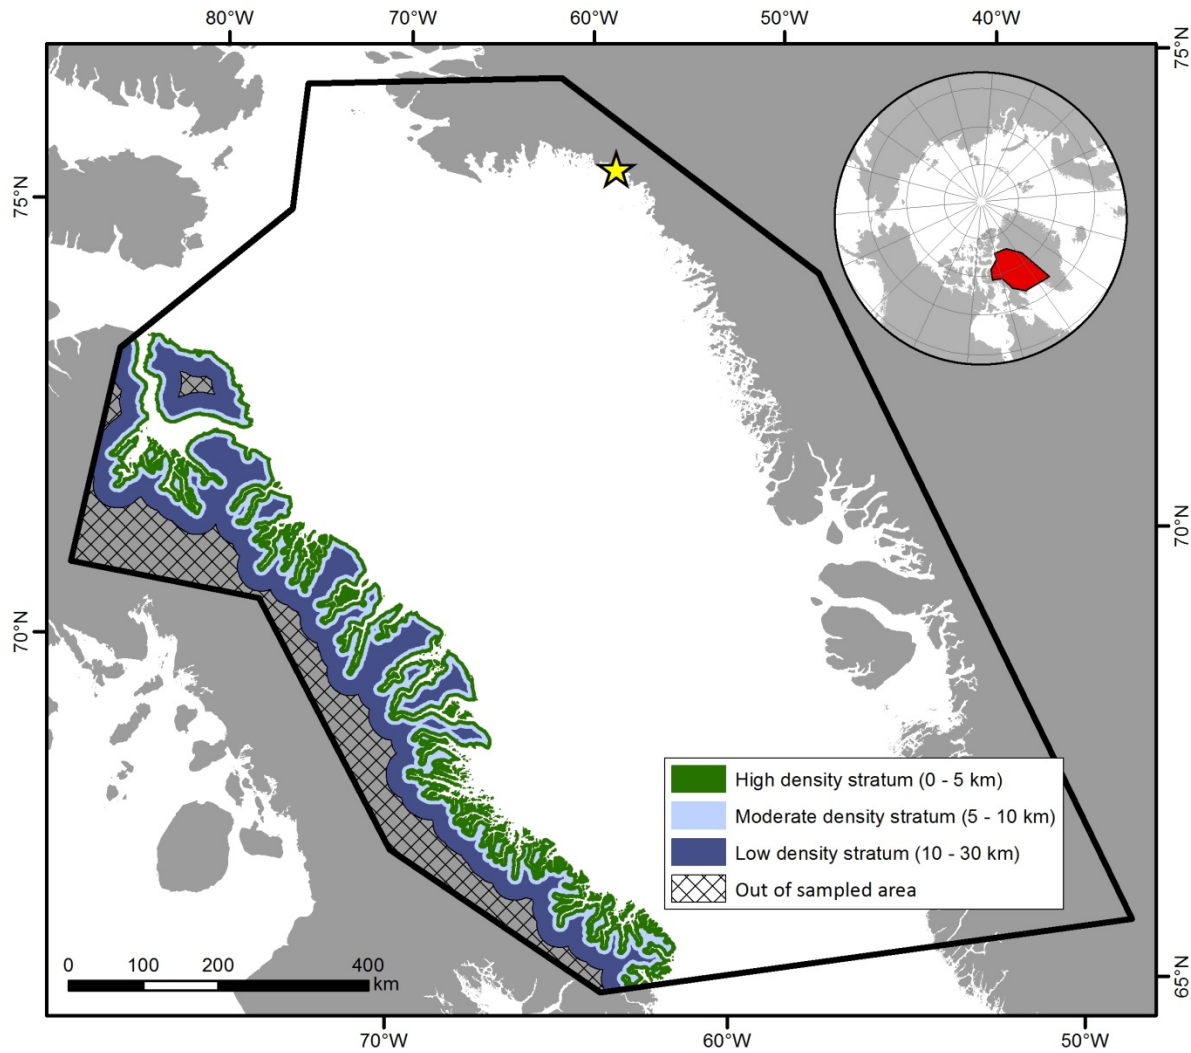 80°W 70°W 60°W 50°W 40°W
75°N
75°N
70°N
70°N
High density stratum (0 - 5 km)
Moderate density stratum (5 - 10 km)
Low density stratum (10 - 30 km)
Out of sampled area
0 100 200 400
km
65°N
70°W 60°W 50°W